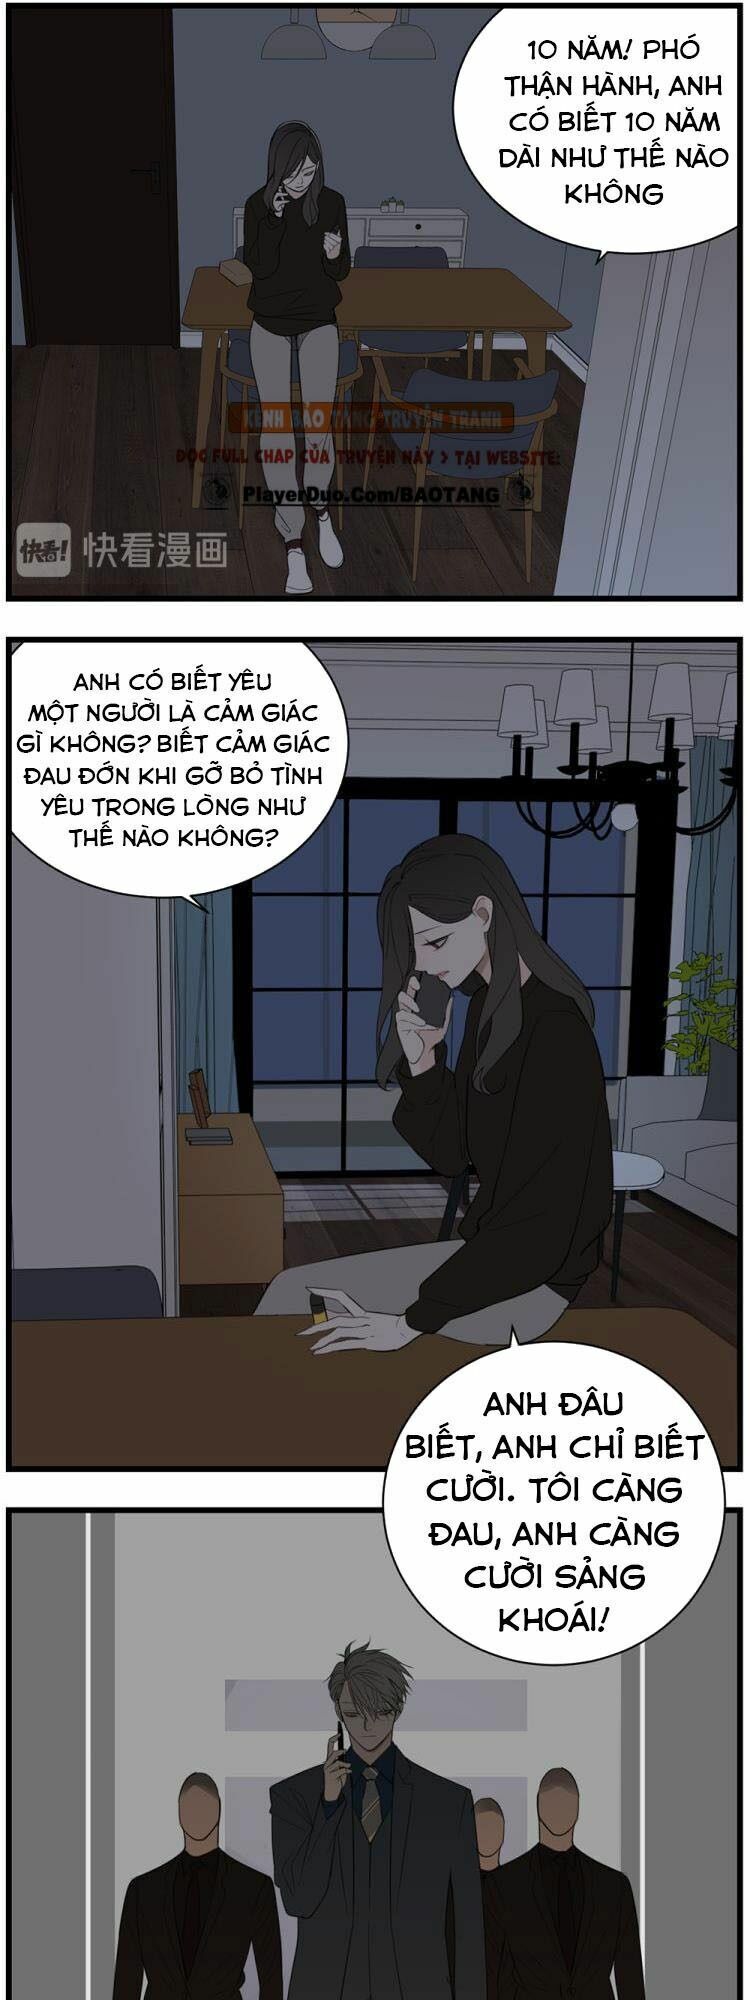 10 NĂM! PHÓ
THẬN HÀNH, ANH
CÓ BIẾT 10 NĂM
DÀI NHƯ THẾ NÀO
KHÔNG
KÊNH BẢO TÀNG TRUYỆN TRANH
ĐỌC FULL CHAP CỦA TRUYỆN NÀY > TẠI WEBSITE:
PlayerDuo.Com/BAOTANG
快看!
快看漫画
ANH CÓ BIẾT YÊU
MỘT NGƯỜI LÀ CẢM GIÁC
GÌ KHÔNG? BIẾT CẢM GIÁC
ĐAU ĐỚN KHI GỠ BỎ TÌNH
YÊU TRONG LÒNG NHƯ
THẾ NÀO KHÔNG?
ANH ĐÂU
BIẾT, ANH CHỈ BIẾT
CƯỜI. TÔI CÀNG
ĐAU, ANH CÀNG
CƯỜI SẢNG
KHOÁI!